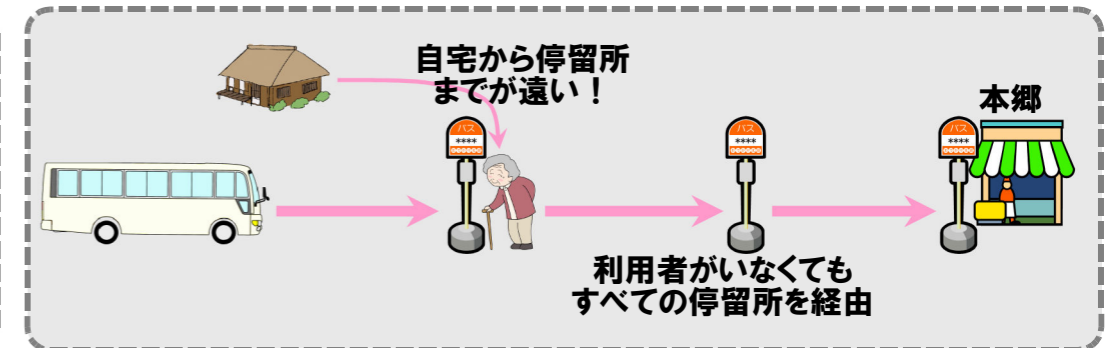 自宅から停留所
までが遠い！
本郷
バス
****
バス
****
バス
****
利用者がいなくても
すべての停留所を経由